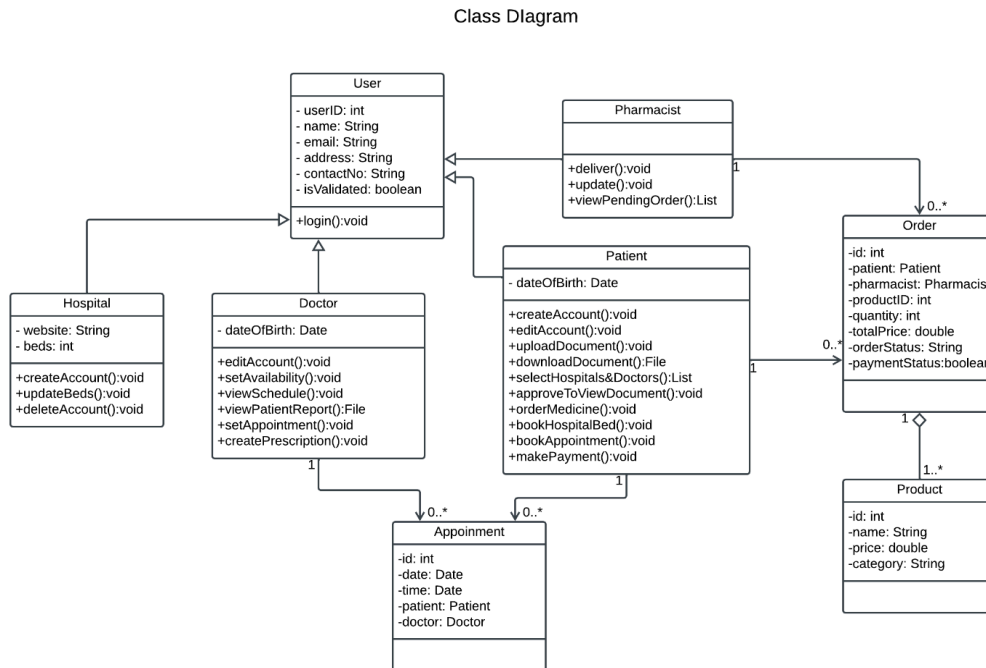 Class DIagram
User
- userID: int
- name: String
- email: String
- address: String
- contactNo: String
- isValidated: boolean
+login():void
Pharmacist
+deliver():void
+update():void
+viewPendingOrder():List
1
0..*
Hospital
- website: String
- beds: int
+createAccount():void
+updateBeds():void
+deleteAccount():void
Doctor
- dateOfBirth: Date
+editAccount():void
+setAvailability():void
+viewSchedule():void
+viewPatientReport():File
+setAppointment():void
+createPrescription():void
1
0..*
Patient
- dateOfBirth: Date
+createAccount():void
+editAccount():void
+uploadDocument():void
+downloadDocument():File
+selectHospitals&Doctors():List
+approveToViewDocument():void
+orderMedicine():void
+bookHospitalBed():void
+bookAppointment():void
+makePayment():void
1
0..*
1
0..*
Order
-id: int
-patient: Patient
-pharmacist: Pharmacis
-productID: int
-quantity: int
-totalPrice: double
-orderStatus: String
-paymentStatus:boolean
1
1..*
Appoinment
-id: int
-date: Date
-time: Date
-patient: Patient
-doctor: Doctor
Product
-id: int
-name: String
-price: double
-category: String